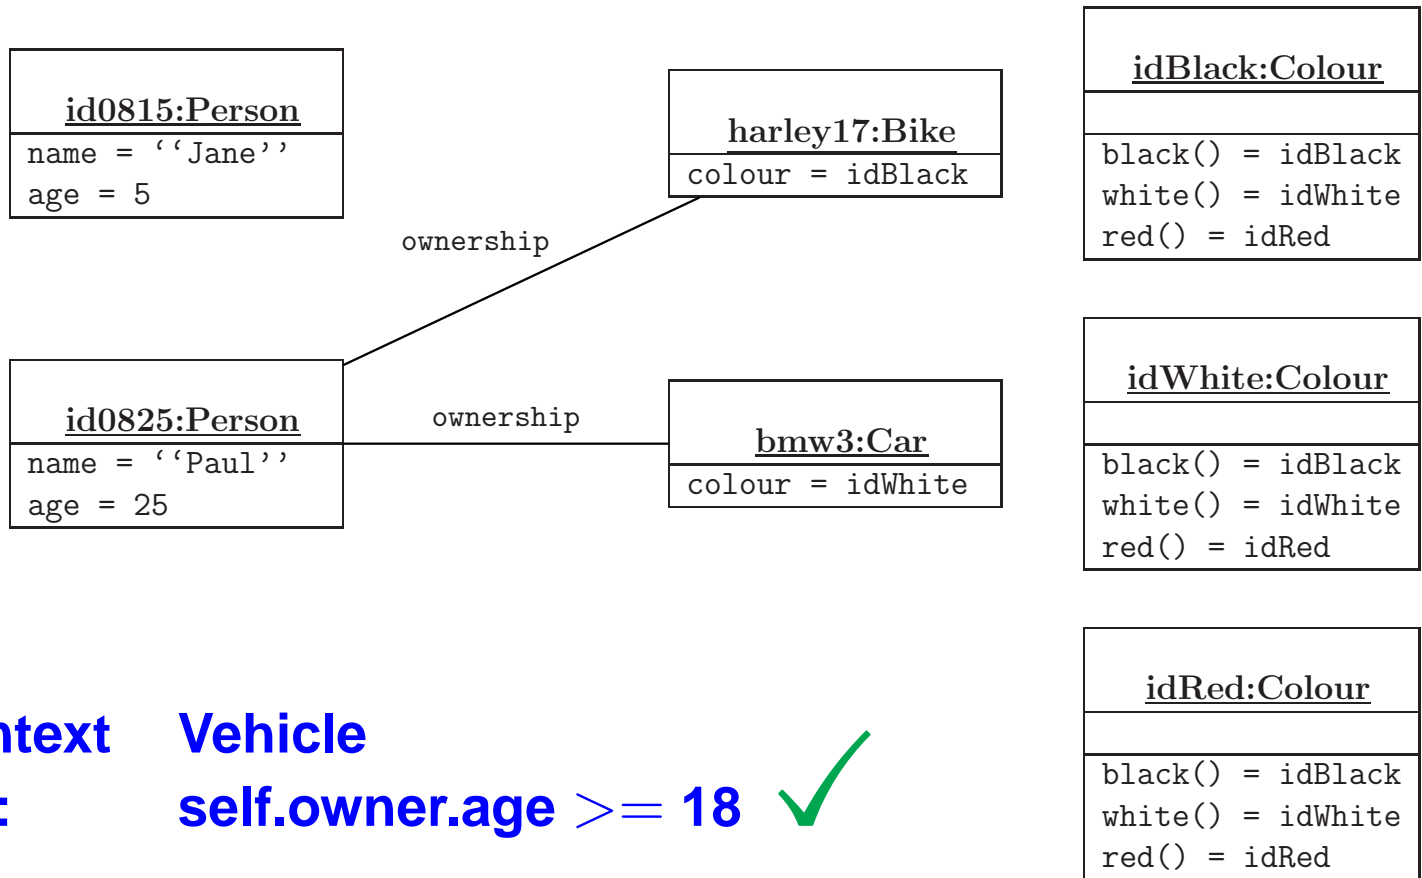 id0815:Person
name = ‘‘Jane’’
age = 5
ownership
harley17:Bike
colour = idBlack
id0825:Person
name = ‘‘Paul’’
age = 25
ownership
bmw3:Car
colour = idWhite
idBlack:Colour
black() = idBlack
white() = idWhite
red() = idRed
idWhite:Colour
black() = idBlack
white() = idWhite
red() = idRed
idRed:Colour
black() = idBlack
white() = idWhite
red() = idRed
ntext Vehicle
: self.owner.age >= 18 ✓